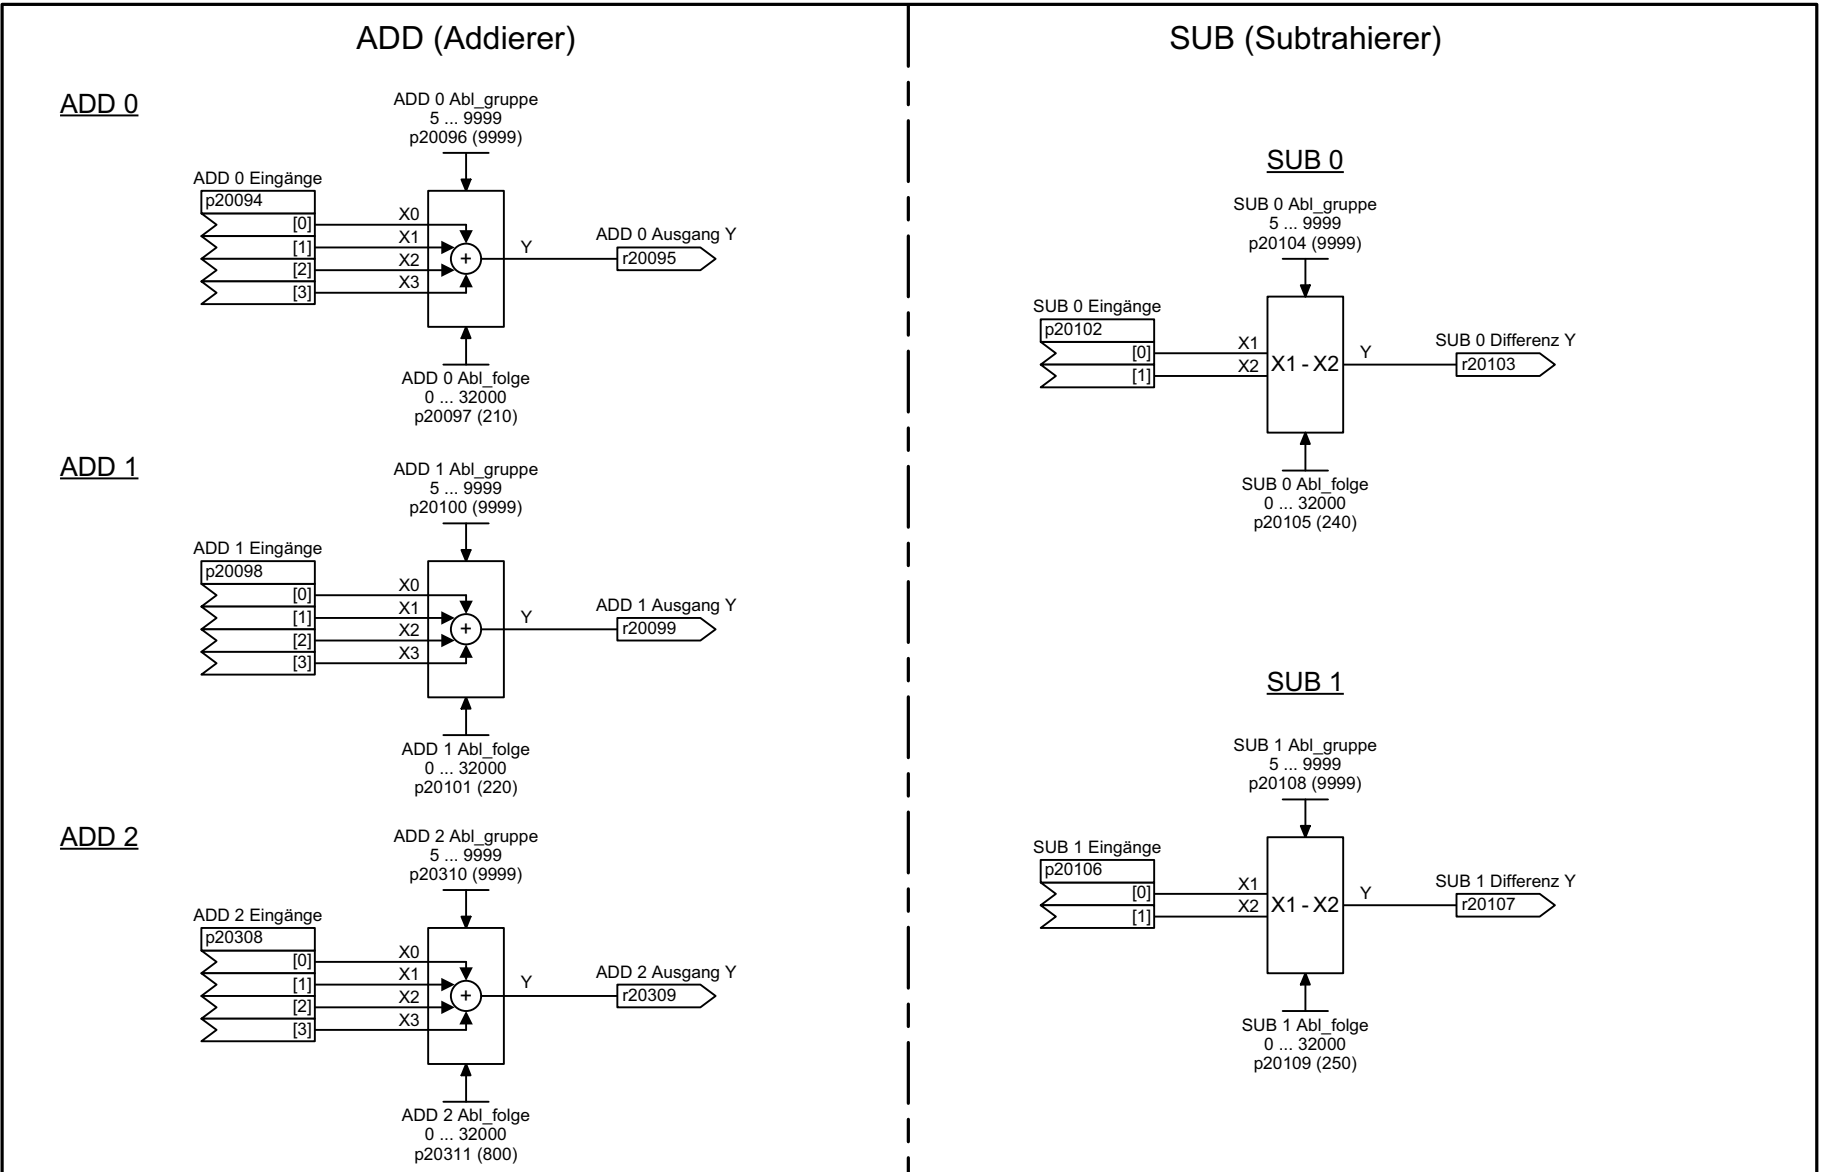 ADD (Addierer)
ADD 0
ADD 0 Abl_gruppe
5 ... 9999
p20096 (9999)
ADD 0 Eingänge
p20094
[0]
[1]
[2]
[3]
X0
X1
X2
X3
+
Y
ADD 0 Ausgang Y
r20095
ADD 0 Abl_folge
0 ... 32000
p20097 (210)
ADD 1
ADD 1 Abl_gruppe
5 ... 9999
p20100 (9999)
ADD 1 Eingänge
p20098
[0]
[1]
[2]
[3]
X0
X1
X2
X3
+
Y
ADD 1 Ausgang Y
r20099
ADD 1 Abl_folge
0 ... 32000
p20101 (220)
ADD 2
ADD 2 Abl_gruppe
5 ... 9999
p20310 (9999)
ADD 2 Eingänge
p20308
[0]
[1]
[2]
[3]
X0
X1
X2
X3
+
Y
ADD 2 Ausgang Y
r20309
ADD 2 Abl_folge
0 ... 32000
p20311 (800)
SUB (Subtrahierer)
SUB 0
SUB 0 Abl_gruppe
5 ... 9999
p20104 (9999)
SUB 0 Eingänge
p20102
[0]
[1]
X1
X2
X1 - X2
Y
SUB 0 Differenz Y
r20103
SUB 0 Abl_folge
0 ... 32000
p20105 (240)
SUB 1
SUB 1 Abl_gruppe
5 ... 9999
p20108 (9999)
SUB 1 Eingänge
p20106
[0]
[1]
X1
X2
X1 - X2
Y
SUB 1 Differenz Y
r20107
SUB 1 Abl_folge
0 ... 32000
p20109 (250)